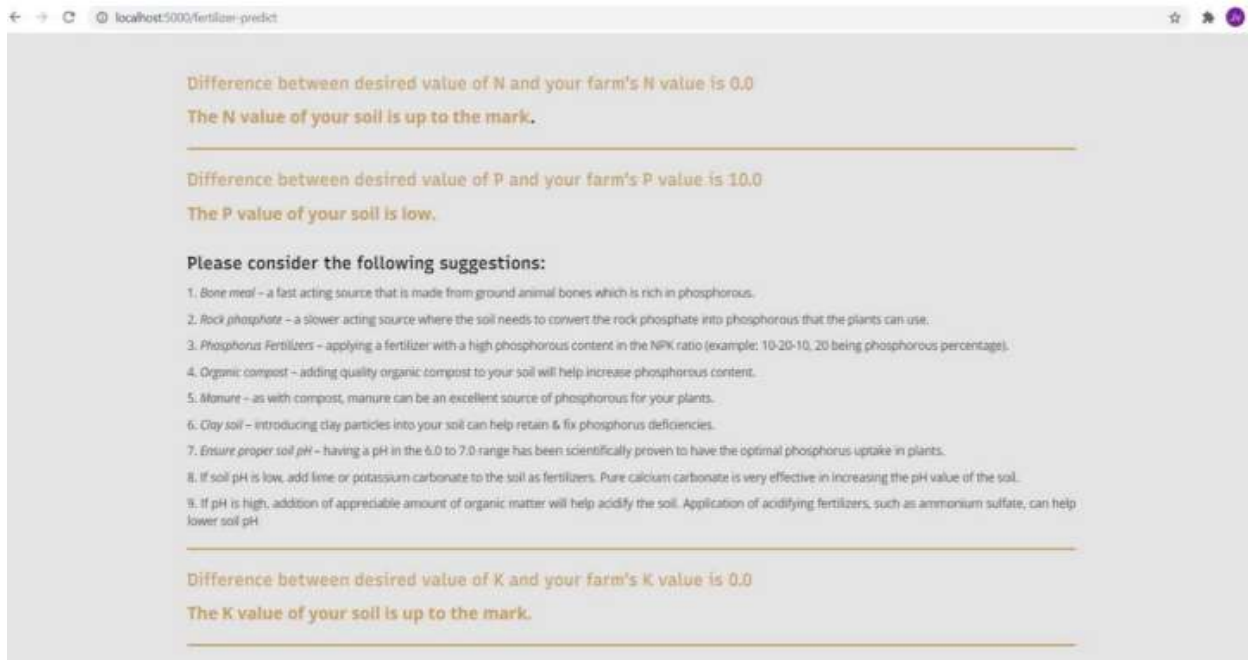 localhost:5000/fertilizer-predict
Difference between desired value of N and your farm's N value is 0.0
The N value of your soil is up to the mark.
Difference between desired value of P and your farm's P value is 10.0
The P value of your soil is low.
Please consider the following suggestions:
1. Bone meal – a fast acting source that is made from ground animal bones which is rich in phosphorous.
2. Rock phosphate – a slower acting source where the soil needs to convert the rock phosphate into phosphorous that the plants can use.
3. Phosphorus Fertilizers – applying a fertilizer with a high phosphorous content in the NPK ratio (example: 10-20-10, 20 being phosphorous percentage).
4. Organic compost – adding quality organic compost to your soil will help increase phosphorous content.
5. Manure – as with compost, manure can be an excellent source of phosphorous for your plants.
6. Clay soil – introducing clay particles into your soil can help retain & fix phosphorus deficiencies.
7. Ensure proper soil pH – having a pH in the 6.0 to 7.0 range has been scientifically proven to have the optimal phosphorus uptake in plants.
8. If soil pH is low, add lime or potassium carbonate to the soil as fertilizers. Pure calcium carbonate is very effective in increasing the pH value of the soil.
9. If pH is high, addition of appreciable amount of organic matter will help acidify the soil. Application of acidifying fertilizers, such as ammonium sulfate, can help
lower soil pH
Difference between desired value of K and your farm's K value is 0.0
The K value of your soil is up to the mark.